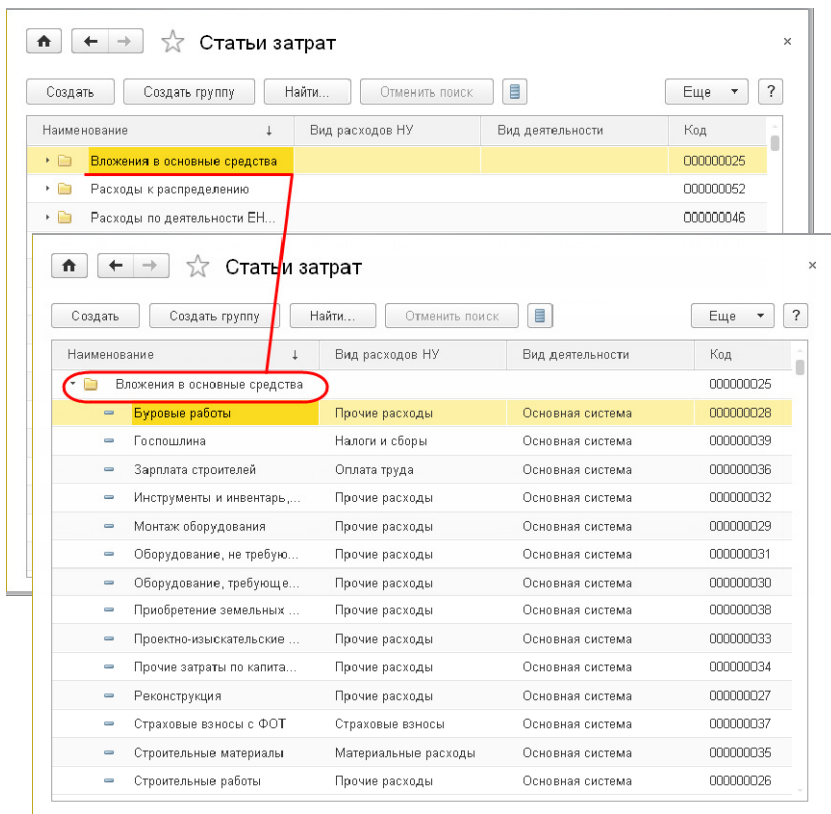 Статьи затрат
×
Создать Создать группу Найти... Отменить поиск Еще ?
Наименование ↓ Вид расходов НУ Вид деятельности Код
Вложения в основные средства 000000025
Расходы к распределению 000000052
Расходы по деятельности ЕН... 000000046
Статьи затрат
×
Создать Создать группу Найти... Отменить поиск Еще ?
Наименование ↓ Вид расходов НУ Вид деятельности Код
Вложения в основные средства 000000025
Буровые работы Прочие расходы Основная система 000000028
Госпошлина Налоги и сборы Основная система 000000039
Зарплата строителей Оплата труда Основная система 000000036
Инструменты и инвентарь,... Прочие расходы Основная система 000000032
Монтаж оборудования Прочие расходы Основная система 000000029
Оборудование, не требую... Прочие расходы Основная система 000000031
Оборудование, требующе... Прочие расходы Основная система 000000030
Приобретение земельных ... Прочие расходы Основная система 000000038
Проектно-изыскательские ... Прочие расходы Основная система 000000033
Прочие затраты по капита... Прочие расходы Основная система 000000034
Реконструкция Прочие расходы Основная система 000000027
Страховые взносы с ФОТ Страховые взносы Основная система 000000037
Строительные материалы Материальные расходы Основная система 000000035
Строительные работы Прочие расходы Основная система 000000026